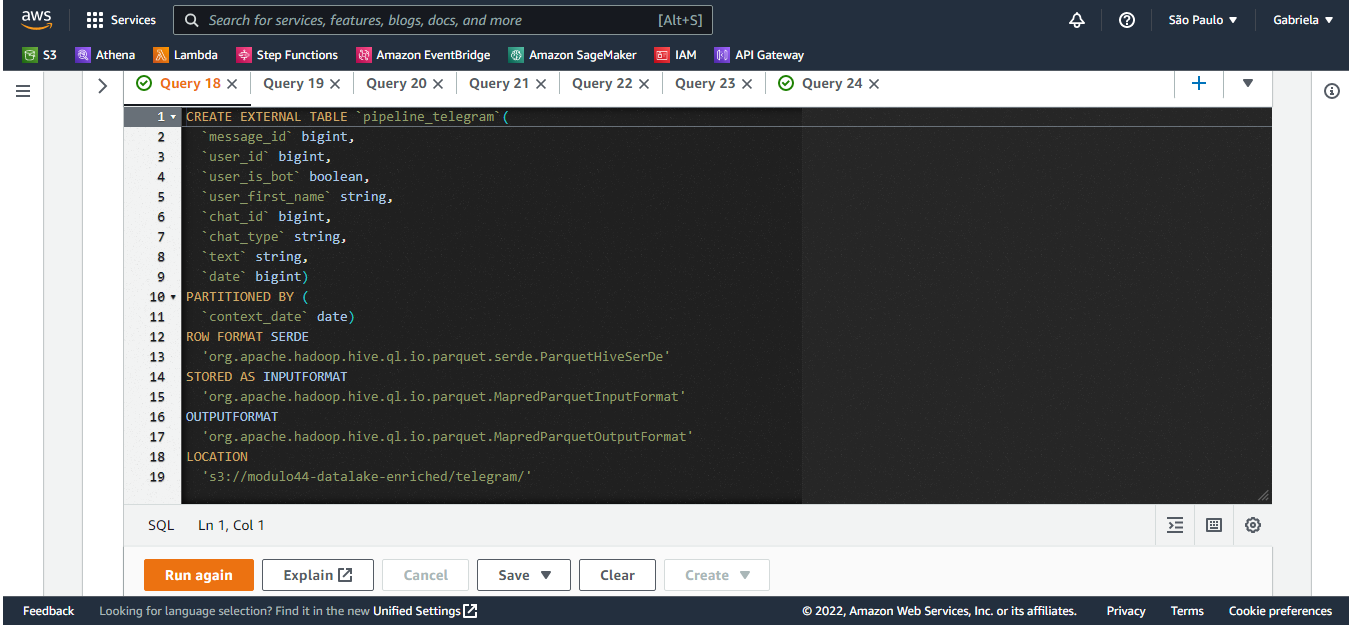 aws Services Search for services, features, blogs, docs, and more [Alt+S] São Paulo Gabriela
S3 Athena Lambda Step Functions Amazon EventBridge Amazon SageMaker IAM API Gateway
Query 18 Query 19 Query 20 Query 21 Query 22 Query 23 Query 24
1 CREATE EXTERNAL TABLE `pipeline_telegram`(
2 `message_id` bigint,
3 `user_id` bigint,
4 `user_is_bot` boolean,
5 `user_first_name` string,
6 `chat_id` bigint,
7 `chat_type` string,
8 `text` string,
9 `date` bigint)
10 PARTITIONED BY (
11 `context_date` date)
12 ROW FORMAT SERDE
13 'org.apache.hadoop.hive.ql.io.parquet.serde.ParquetHiveSerDe'
14 STORED AS INPUTFORMAT
15 'org.apache.hadoop.hive.ql.io.parquet.MapredParquetInputFormat'
16 OUTPUTFORMAT
17 'org.apache.hadoop.hive.ql.io.parquet.MapredParquetOutputFormat'
18 LOCATION
19 's3://modulo44-datalake-enriched/telegram/'
SQL Ln 1, Col 1
Run again Explain Cancel Save Clear Create
Feedback Looking for language selection? Find it in the new Unified Settings © 2022, Amazon Web Services, Inc. or its affiliates. Privacy Terms Cookie preferences